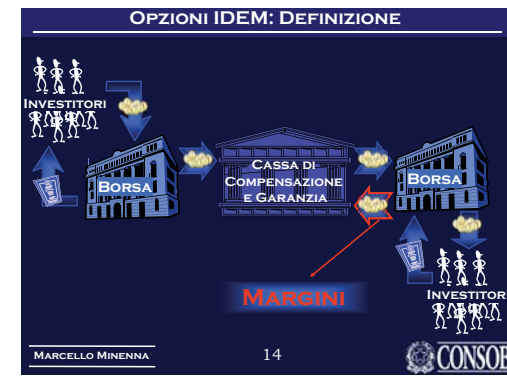 OPZIONI IDEM: DEFINIZIONE
INVESTITORI
BORSA
CASSA DI
COMPENSAZIONE
E GARANZIA
BORSA
MARGINI
INVESTITOR
MARCELLO MINENNA
14
CONSOB